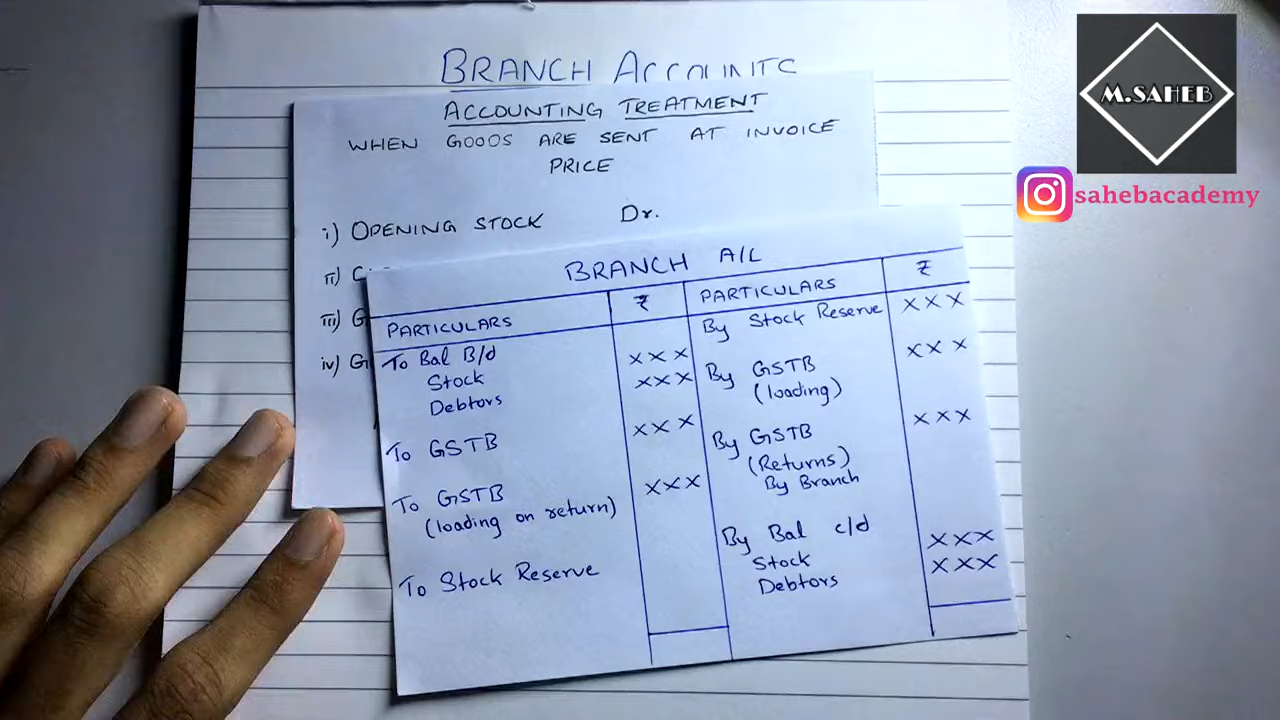 BRANCH ACCOUNTS
ACCOUNTING TREATMENT
WHEN GOODS ARE SENT AT INVOICE
PRICE
i) OPENING STOCK Dr.
ii) G
iii) G
iv) G
BRANCH A/C
PARTICULARS ₹ PARTICULARS ₹
To Bal B/d
Stock xxx
Debtors xxx
To GSTB xxx
To GSTB xxx
(loading on return)
To Stock Reserve
By Stock Reserve xxx
By GSTB xxx
(loading)
By GSTB xxx
(Returns)
By Branch
By Bal c/d
Stock xxx
Debtors xxx
M.SAHEB
sahebacademy